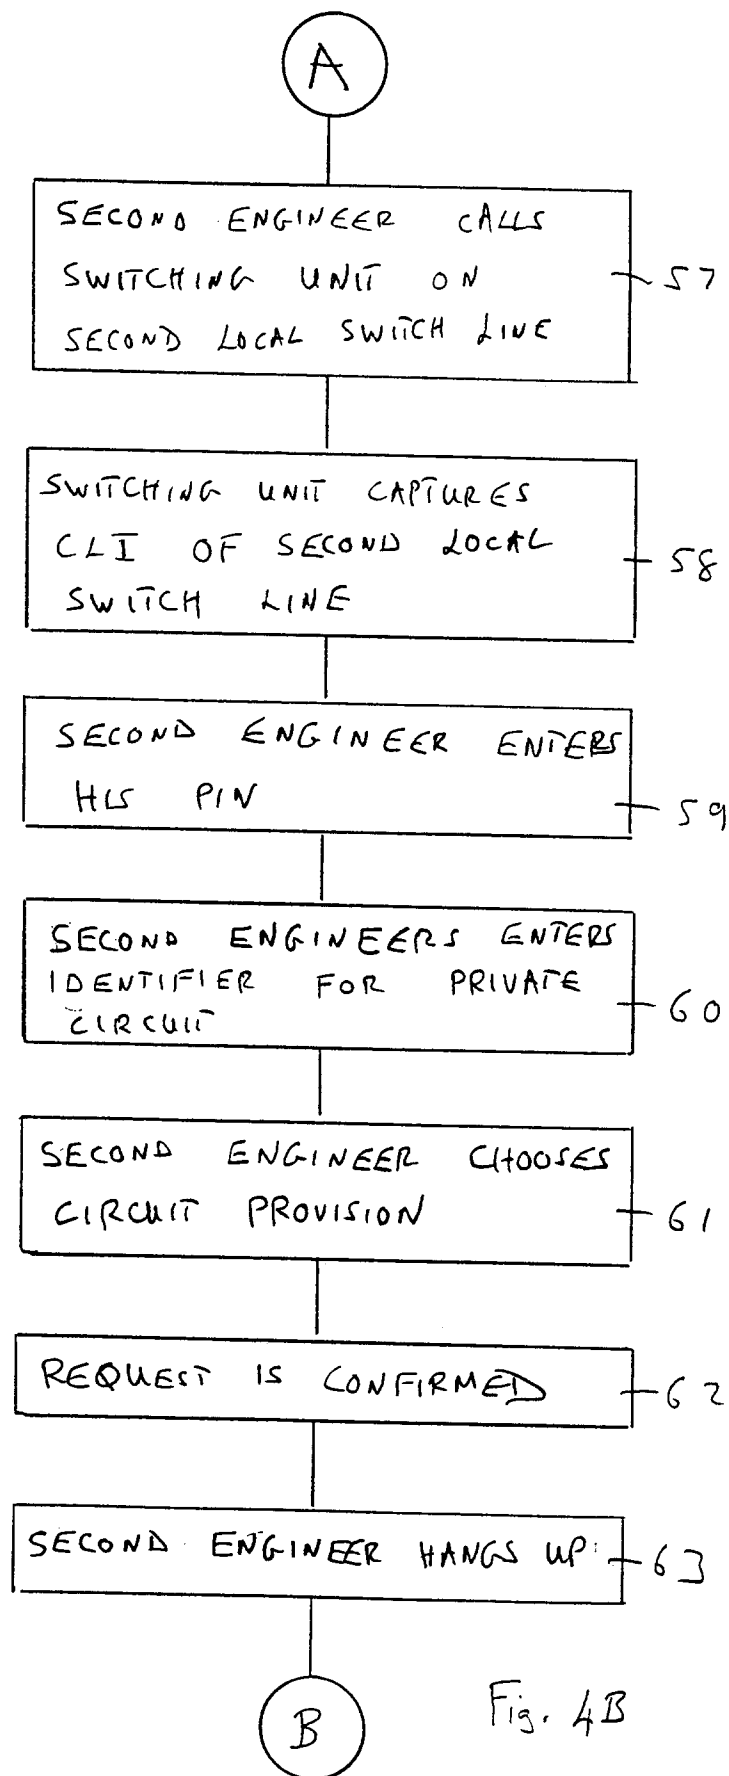 A
SECOND ENGINEER CALLS
SWITCHING UNIT ON
SECOND LOCAL SWITCH LINE
57
SWITCHING UNIT CAPTURES
CLI OF SECOND LOCAL
SWITCH LINE
58
SECOND ENGINEER ENTERS
HIS PIN
59
SECOND ENGINEERS ENTERS
IDENTIFIER FOR PRIVATE
CIRCUIT
60
SECOND ENGINEER CHOOSES
CIRCUIT PROVISION
61
REQUEST IS CONFIRMED
62
SECOND ENGINEER HANGS UP
63
B
Fig. 4B